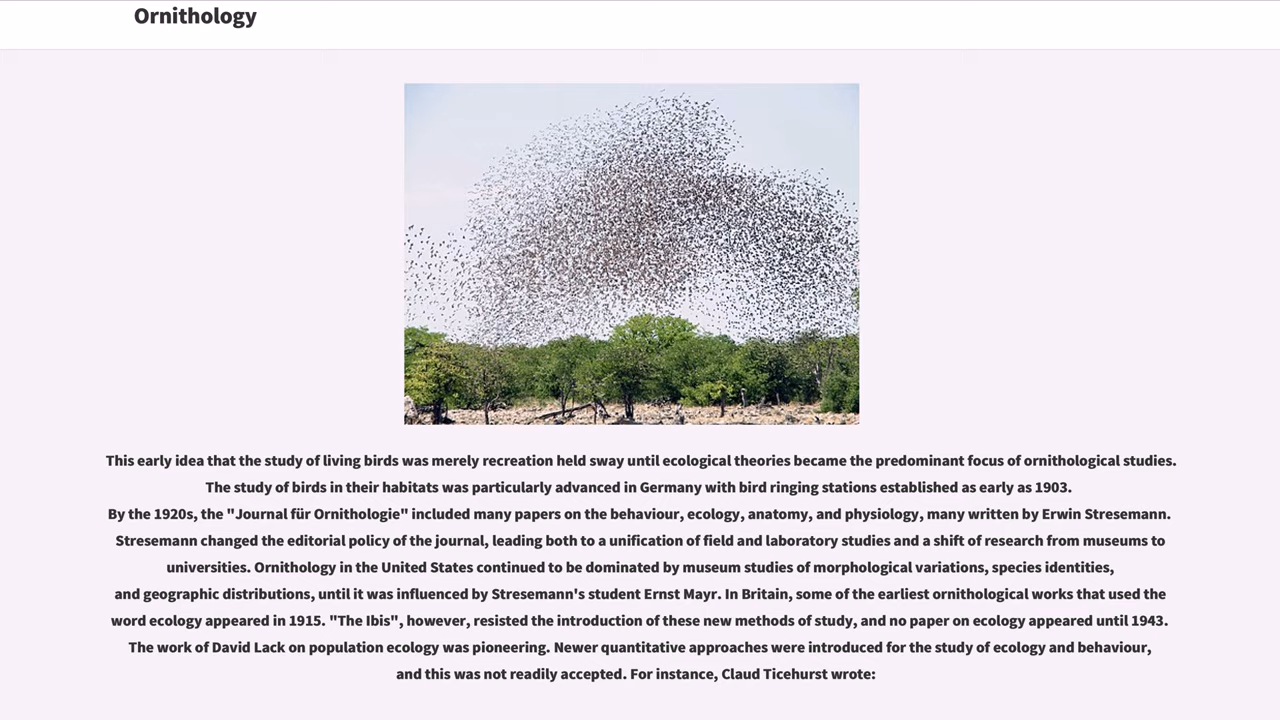 Ornithology
This early idea that the study of living birds was merely recreation held sway until ecological theories became the predominant focus of ornithological studies.
The study of birds in their habitats was particularly advanced in Germany with bird ringing stations established as early as 1903.
By the 1920s, the "Journal für Ornithologie" included many papers on the behaviour, ecology, anatomy, and physiology, many written by Erwin Stresemann.
Stresemann changed the editorial policy of the journal, leading both to a unification of field and laboratory studies and a shift of research from museums to
universities. Ornithology in the United States continued to be dominated by museum studies of morphological variations, species identities,
and geographic distributions, until it was influenced by Stresemann's student Ernst Mayr. In Britain, some of the earliest ornithological works that used the
word ecology appeared in 1915. "The Ibis", however, resisted the introduction of these new methods of study, and no paper on ecology appeared until 1943.
The work of David Lack on population ecology was pioneering. Newer quantitative approaches were introduced for the study of ecology and behaviour,
and this was not readily accepted. For instance, Claud Ticehurst wrote: